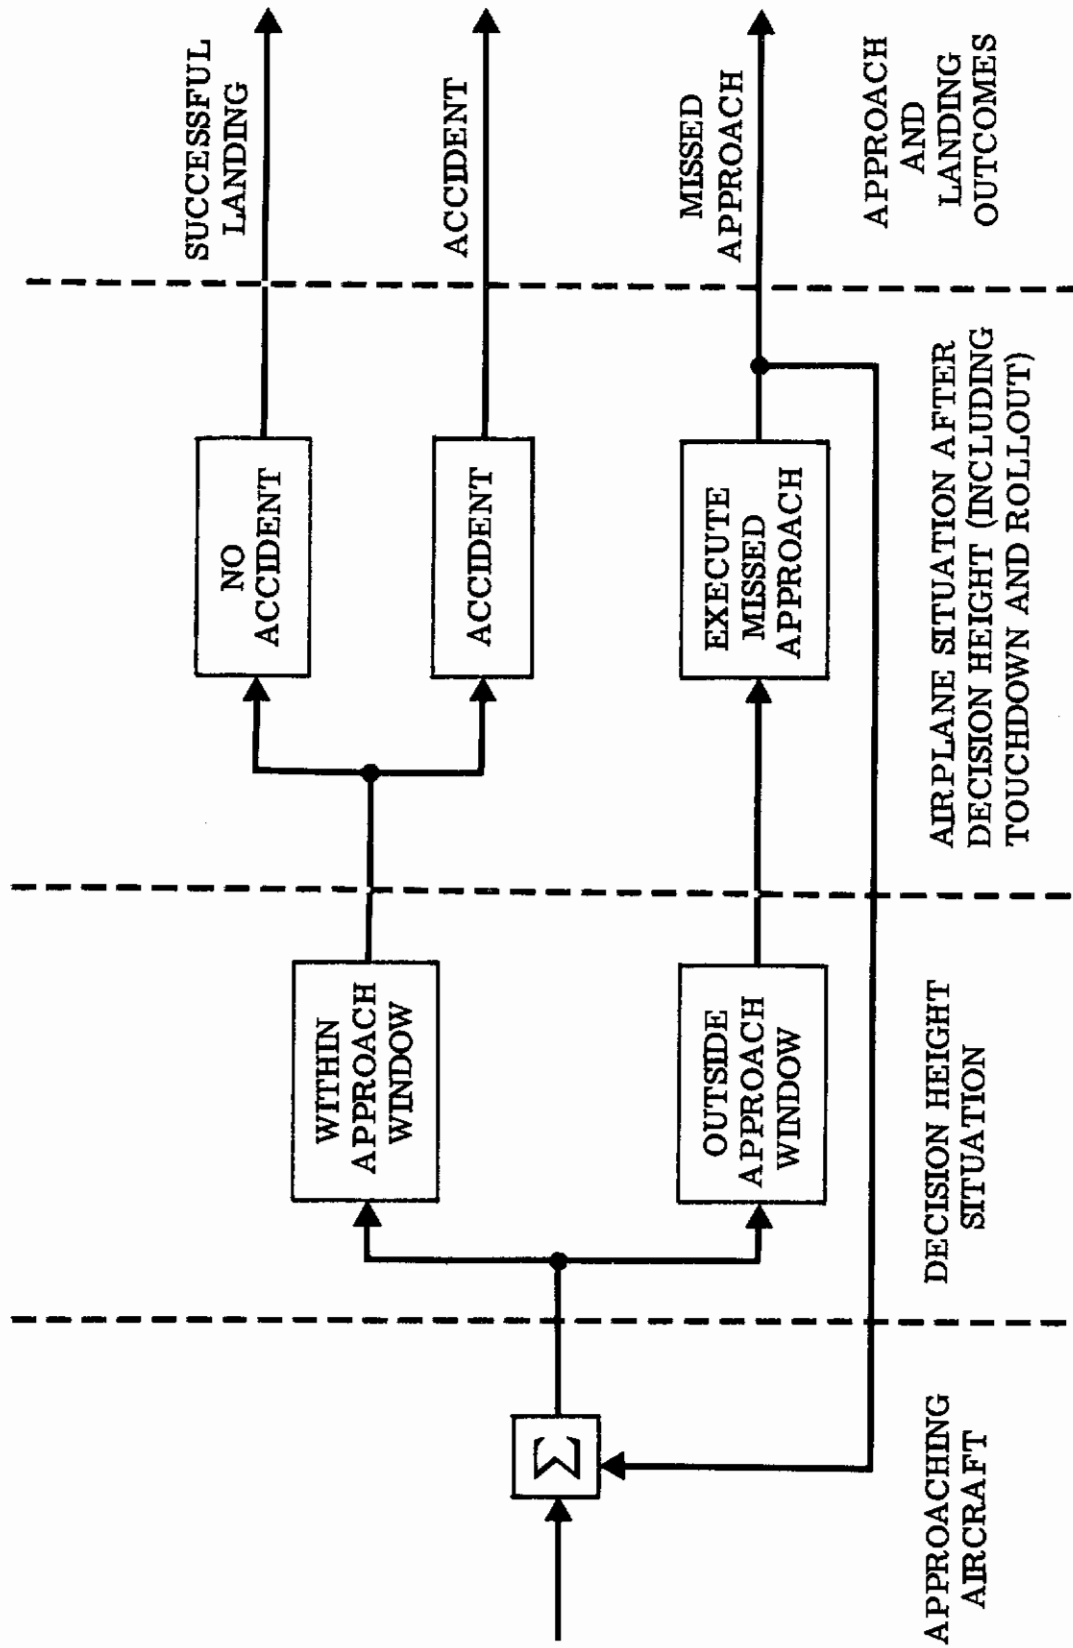 SUCCESSFUL
LANDING
ACCIDENT
MISSED
APPROACH
NO
ACCIDENT
ACCIDENT
EXECUTE
MISSED
APPROACH
WITHIN
APPROACH
WINDOW
OUTSIDE
APPROACH
WINDOW
Σ
APPROACHING
AIRCRAFT
DECISION HEIGHT
SITUATION
AIRPLANE SITUATION AFTER
DECISION HEIGHT (INCLUDING
TOUCHDOWN AND ROLLOUT)
APPROACH
AND
LANDING
OUTCOMES